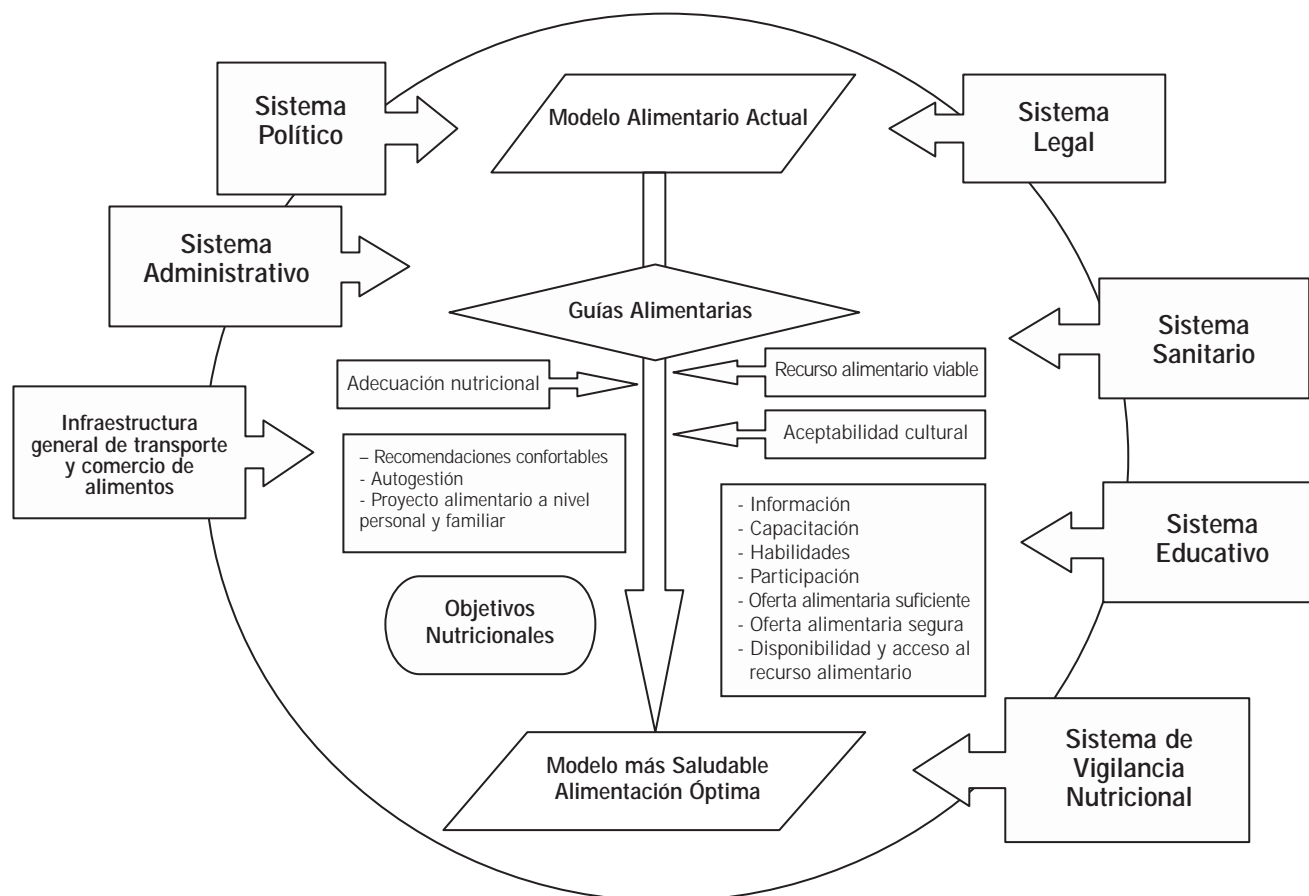 Sistema
Político
Modelo Alimentario Actual
Sistema
Legal
Sistema
Administrativo
Guías Alimentarias
Sistema
Sanitario
Adecuación nutricional
Recurso alimentario viable
Infraestructura
general de transporte
y comercio de
alimentos
Aceptabilidad cultural
– Recomendaciones confortables
- Autogestión
- Proyecto alimentario a nivel
personal y familiar
- Información
- Capacitación
- Habilidades
- Participación
- Oferta alimentaria suficiente
- Oferta alimentaria segura
- Disponibilidad y acceso al
recurso alimentario
Sistema
Educativo
Objetivos
Nutricionales
Modelo más Saludable
Alimentación Óptima
Sistema de
Vigilancia
Nutricional